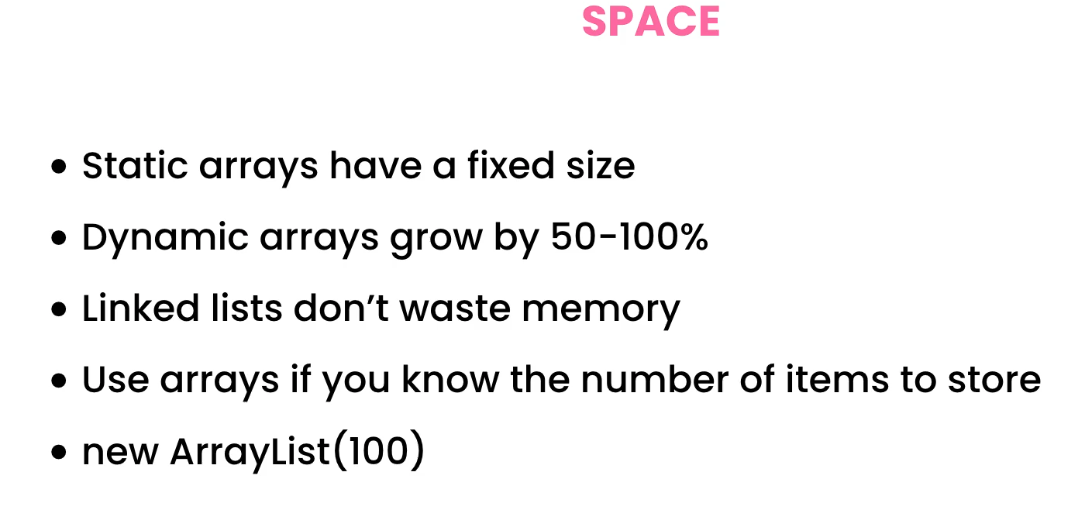 SPACE
• Static arrays have a fixed size
• Dynamic arrays grow by 50-100%
• Linked lists don’t waste memory
• Use arrays if you know the number of items to store
• new ArrayList(100)